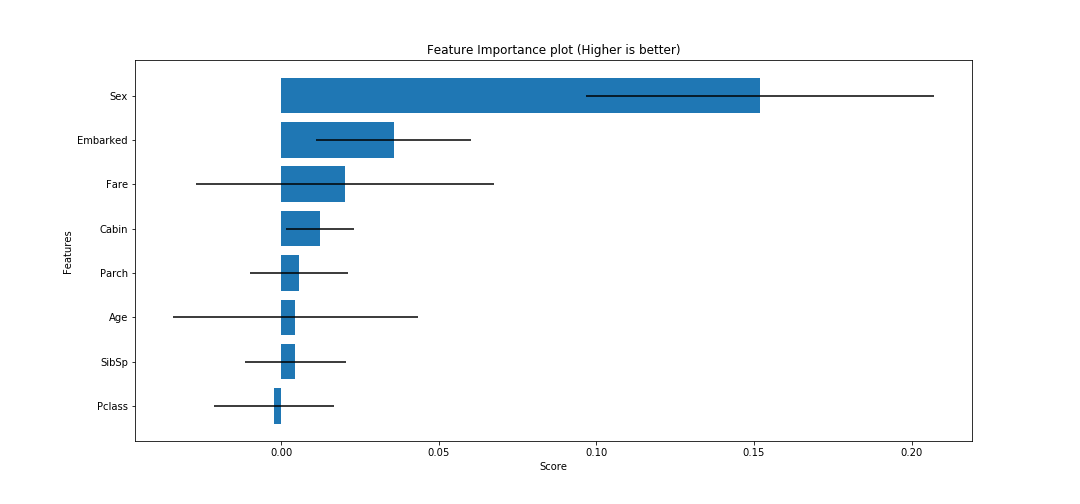 Feature Importance plot (Higher is better)
Features
Sex
Embarked
Fare
Cabin
Parch
Age
SibSp
Pclass
0.00 0.05 0.10 0.15 0.20
Score